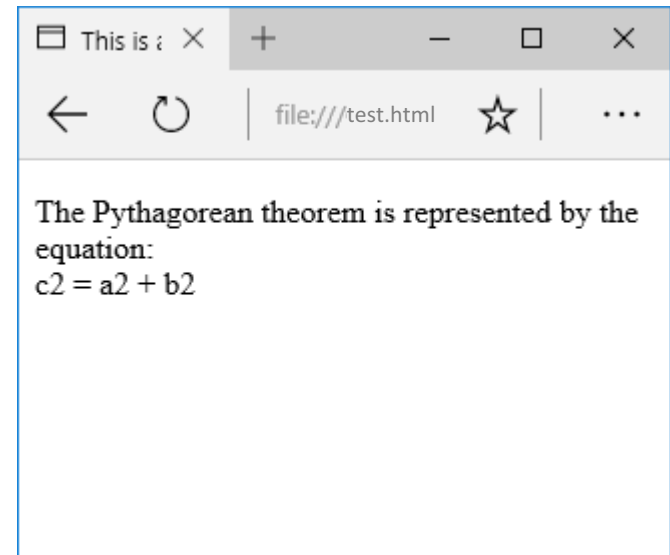 This is a
file:///test.html
The Pythagorean theorem is represented by the
equation:
c2 = a2 + b2